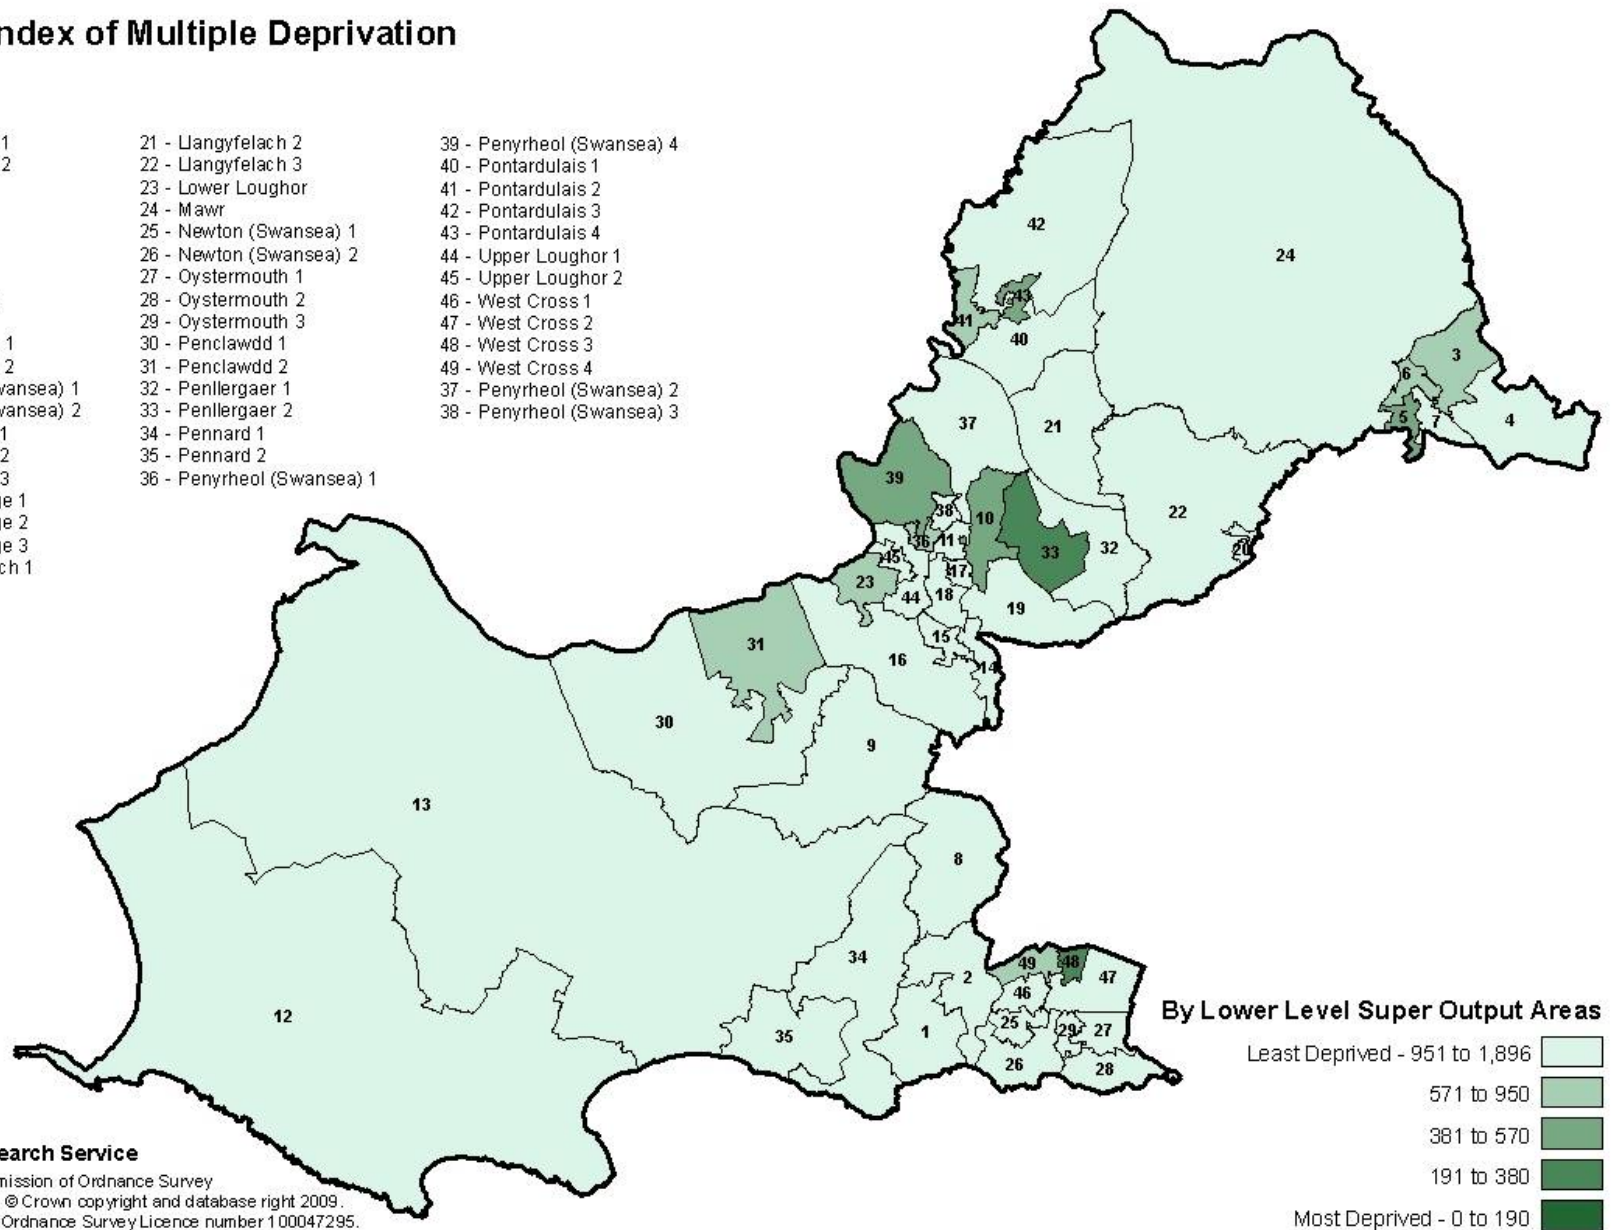 ndex of Multiple Deprivation
1
2
1
2
wansea) 1
wansea) 2
1
2
3
ge 1
ge 2
ge 3
ch 1
21 - Llangyfelach 2
22 - Llangyfelach 3
23 - Lower Loughor
24 - Mawr
25 - Newton (Swansea) 1
26 - Newton (Swansea) 2
27 - Oystermouth 1
28 - Oystermouth 2
29 - Oystermouth 3
30 - Penclawdd 1
31 - Penclawdd 2
32 - Penllergaer 1
33 - Penllergaer 2
34 - Pennard 1
35 - Pennard 2
36 - Penyrheol (Swansea) 1
39 - Penyrheol (Swansea) 4
40 - Pontardulais 1
41 - Pontardulais 2
42 - Pontardulais 3
43 - Pontardulais 4
44 - Upper Loughor 1
45 - Upper Loughor 2
46 - West Cross 1
47 - West Cross 2
48 - West Cross 3
49 - West Cross 4
37 - Penyrheol (Swansea) 2
38 - Penyrheol (Swansea) 3
42
24
43
41
40
3
6
5
7
4
37
21
39
38
10
22
36
11
33
32
20
45
17
23
44
18
19
15
31
16
14
30
9
13
8
34
2
49
48
47
46
12
35
1
25
29
27
26
28
By Lower Level Super Output Areas
Least Deprived - 951 to 1,896
571 to 950
381 to 570
191 to 380
Most Deprived - 0 to 190
earch Service
mission of Ordnance Survey
© Crown copyright and database right 2009.
Ordnance Survey Licence number 100047295.